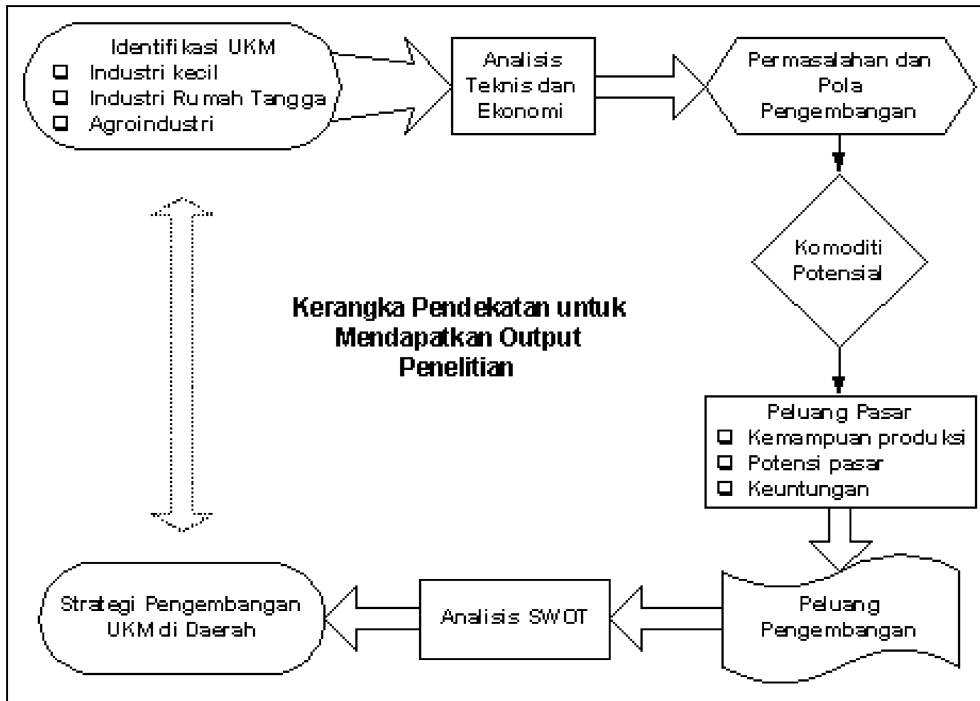 Identifikasi UKM
❑ Industri kecil
❑ Industri Rumah Tangga
❑ Agroindustri
Analisis
Teknis dan
Ekonomi
Permasalahan dan
Pola
Pengembangan
Komoditi
Potensial
Kerangka Pendekatan untuk
Mendapatkan Output
Penelitian
Peluang Pasar
❑ Kemampuan produksi
❑ Potensi pasar
❑ Keuntungan
Peluang
Pengembangan
Analisis SWOT
Strategi Pengembangan
UKM di Daerah